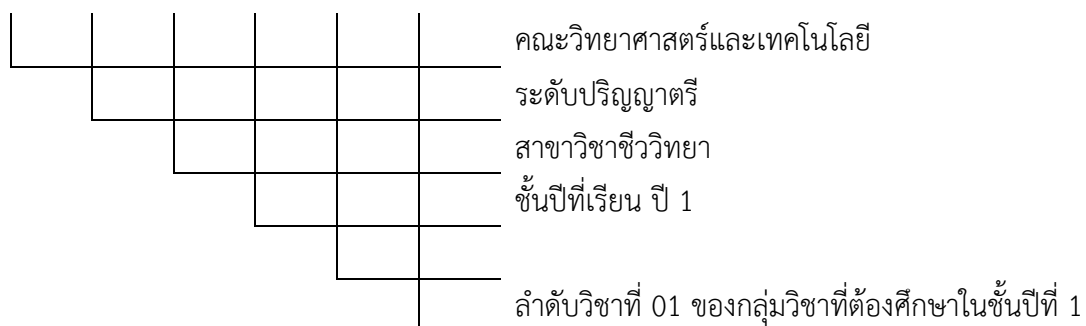 คณะวิทยาศาสตร์และเทคโนโลยี
ระดับปริญญาตรี
สาขาวิชาชีววิทยา
ชั้นปีที่เรียน ปี 1
ลำดับวิชาที่ 01 ของกลุ่มวิชาที่ต้องศึกษาในชั้นปีที่ 1